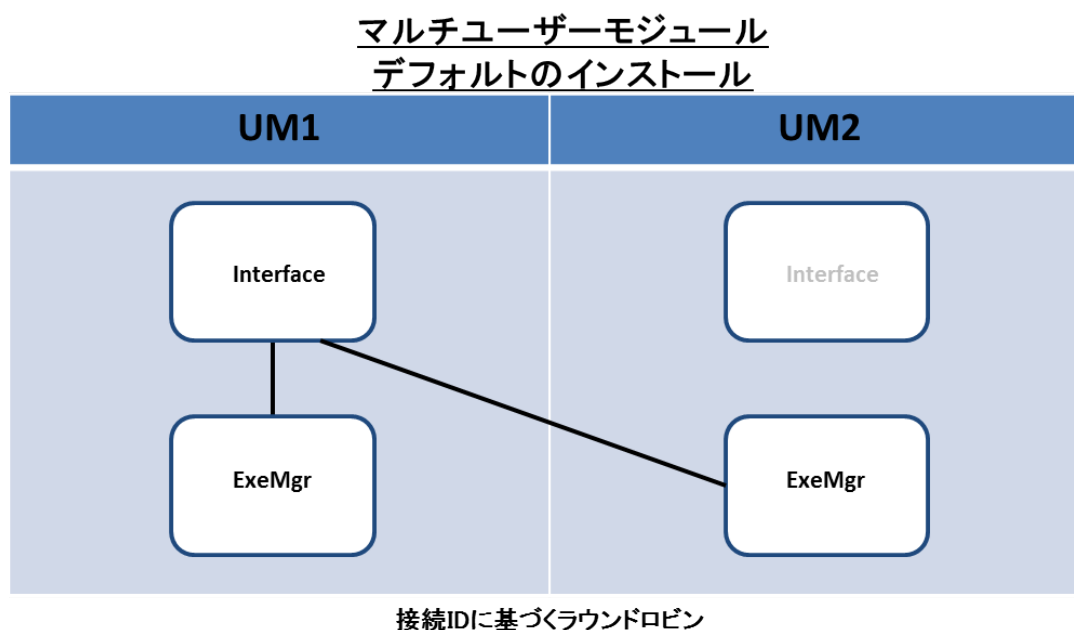 マルチユーザーモジュール
デフォルトのインストール
UM1
UM2
Interface
Interface
ExeMgr
ExeMgr
接続IDに基づくラウンドロビン